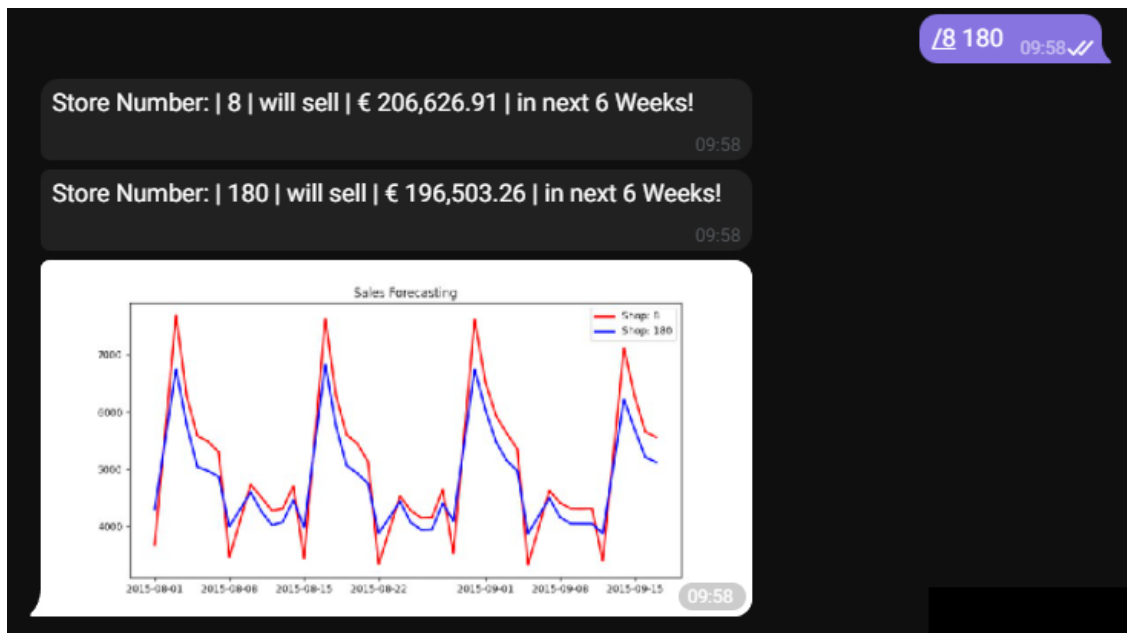 /8 180
09:58
Store Number: | 8 | will sell | € 206,626.91 | in next 6 Weeks!
09:58
Store Number: | 180 | will sell | € 196,503.26 | in next 6 Weeks!
09:58
Sales Forecasting
Shop: 8
Shop: 180
7000
6000
5000
4000
2015-08-01 2015-08-08 2015-08-15 2015-08-22 2015-09-01 2015-09-08 2015-09-15
09:58